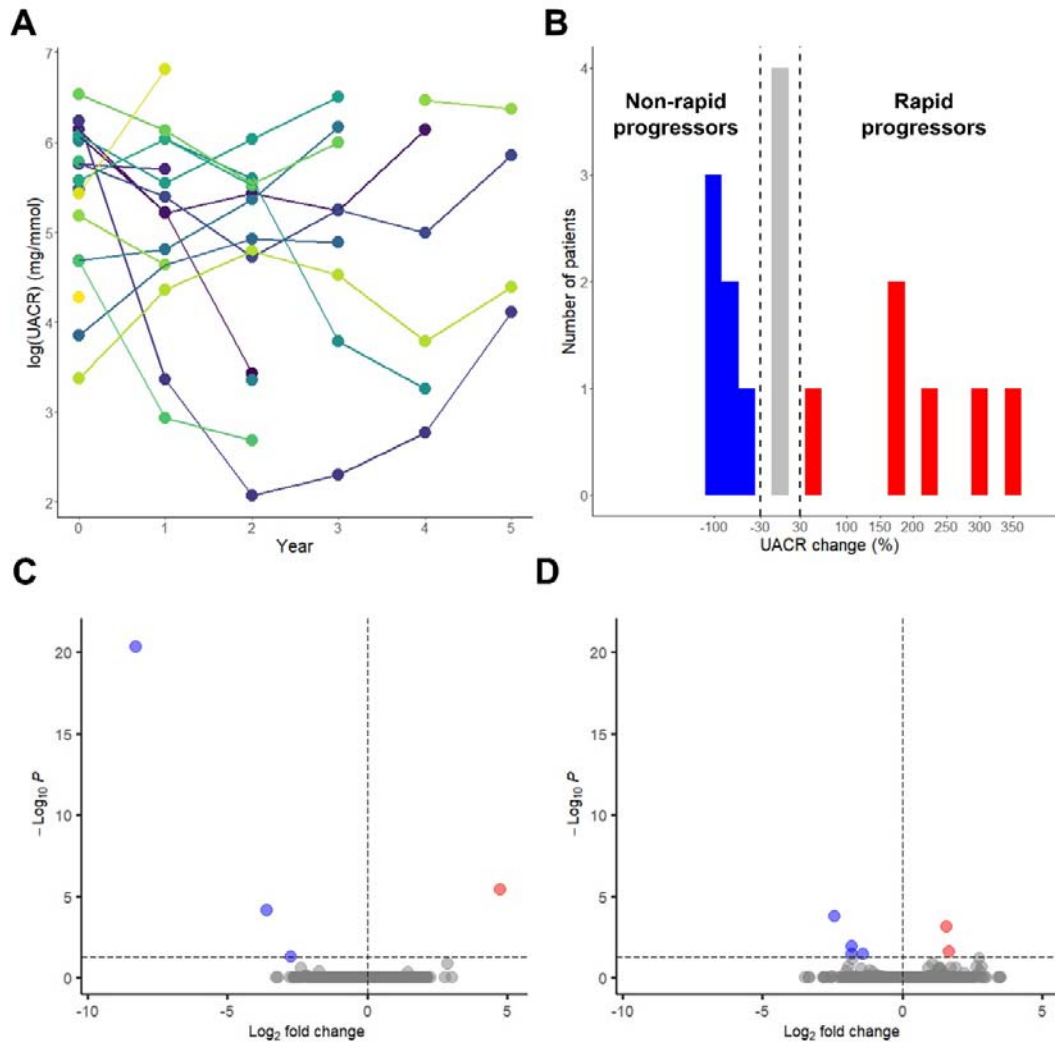 A
log(UACR) (mg/mmol)
7
6
5
4
3
2
0 1 2 3 4 5
Year
B
Number of patients
4
3
2
1
0
Non-rapid
progressors
Rapid
progressors
-100 -30 30 100 150 200 250 300 350
UACR change (%)
C
– Log10 P
20
15
10
5
0
-10 -5 0 5
Log2 fold change
D
– Log10 P
20
15
10
5
0
-10 -5 0 5
Log2 fold change